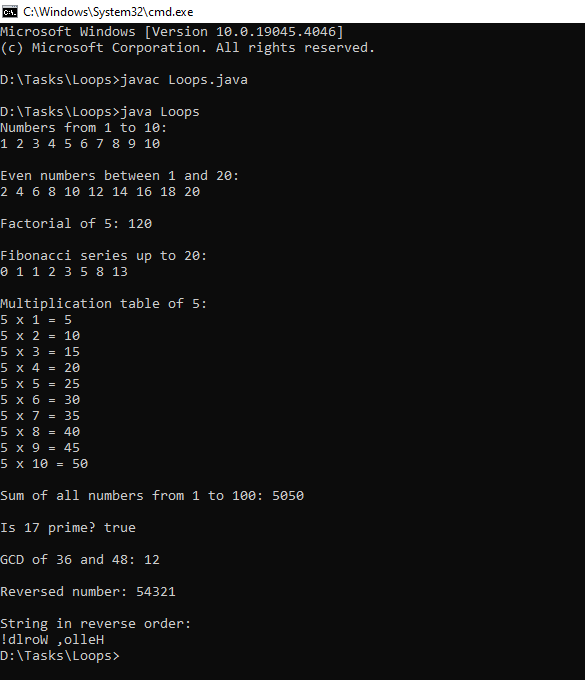 C:\Windows\System32\cmd.exe
Microsoft Windows [Version 10.0.19045.4046]
(c) Microsoft Corporation. All rights reserved.

D:\Tasks\Loops>javac Loops.java

D:\Tasks\Loops>java Loops
Numbers from 1 to 10:
1 2 3 4 5 6 7 8 9 10

Even numbers between 1 and 20:
2 4 6 8 10 12 14 16 18 20

Factorial of 5: 120

Fibonacci series up to 20:
0 1 1 2 3 5 8 13

Multiplication table of 5:
5 x 1 = 5
5 x 2 = 10
5 x 3 = 15
5 x 4 = 20
5 x 5 = 25
5 x 6 = 30
5 x 7 = 35
5 x 8 = 40
5 x 9 = 45
5 x 10 = 50

Sum of all numbers from 1 to 100: 5050

Is 17 prime? true

GCD of 36 and 48: 12

Reversed number: 54321

String in reverse order:
!dlroW ,olleH
D:\Tasks\Loops>